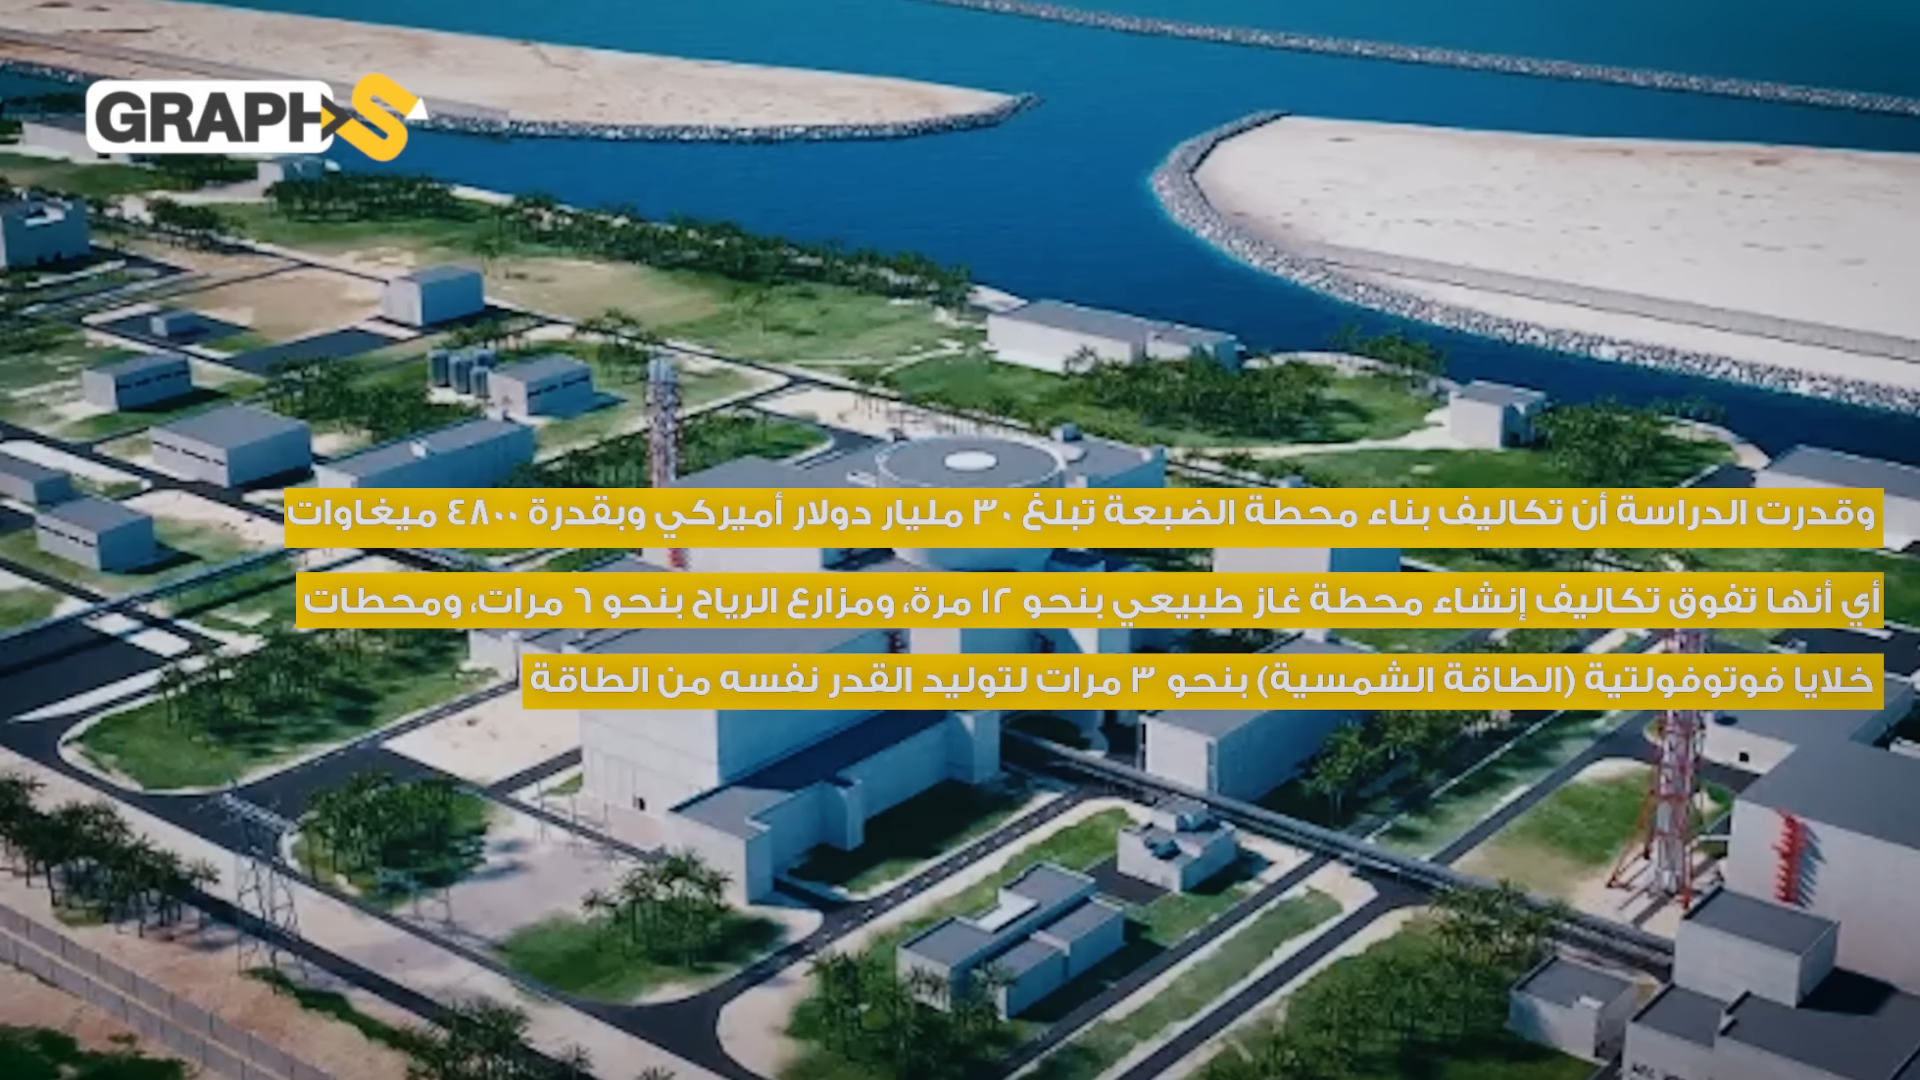 GRAPHS
وقدرت الدراسة أن تكاليف بناء محطة الضبعة تبلغ ٣٠ مليار دولار أميركي وبقدرة ٤٨٠٠ ميغاوات
أي أنها تفوق تكاليف إنشاء محطة غاز طبيعي بنحو ١٢ مرة، ومزارع الرياح بنحو ٦ مرات، ومحطات
خلايا فوتوفولتية (الطاقة الشمسية) بنحو ٣ مرات لتوليد القدر نفسه من الطاقة